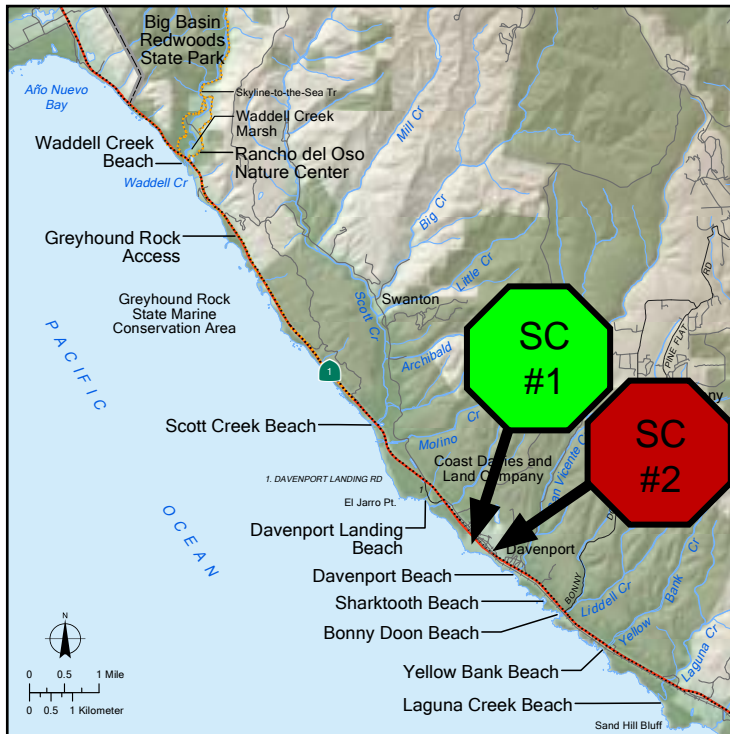 Big Basin
Redwoods
State Park
Año Nuevo
Bay
Skyline-to-the-Sea Tr
Waddell Creek
Marsh
Waddell Creek
Beach
Rancho del Oso
Nature Center
Waddell Cr
Mill Cr
Big Cr
Greyhound Rock
Access
Little Cr
Scott Cr
Swanton
Greyhound Rock
State Marine
Conservation Area
PACIFIC
OCEAN
SC
#1
PINE FLAT
RD
Archibald
1
Scott Creek Beach
Molino
Cr
SC
#2
Coast Dairies and
Land Company
1. DAVENPORT LANDING RD
1
El Jarro Pt.
Davenport Landing
Beach
Davenport
Davenport Beach
Sharktooth Beach
BONNY
Liddell Cr
Bonny Doon Beach
Yellow
Bank
Cr
Yellow Bank Beach
Laguna Cr
Laguna Creek Beach
Sand Hill Bluff
N
0 0.5 1 Mile
0 0.5 1 Kilometer